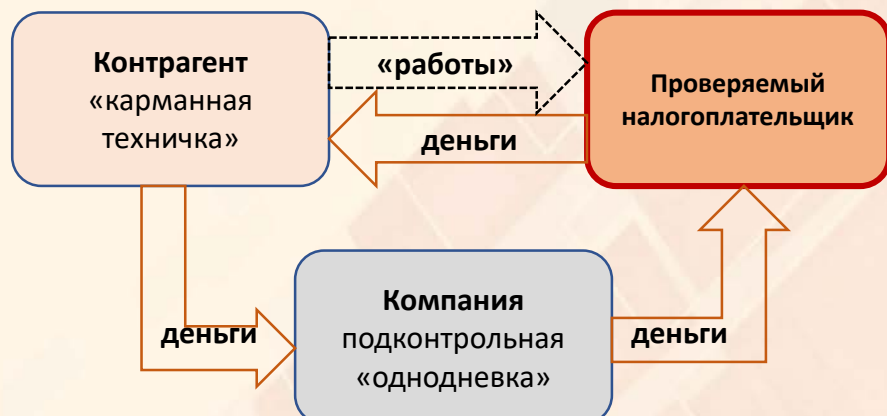 Контрагент
«карманная
техничка»
«работы»
деньги
Проверяемый
налогоплательщик
деньги
Компания
подконтрольная
«однодневка»
деньги